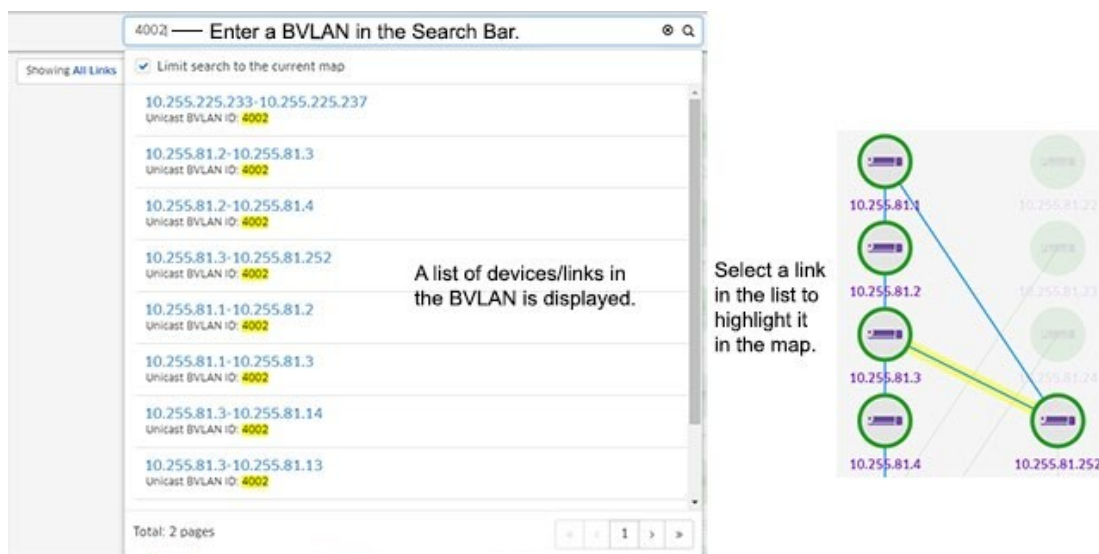 4002
Enter a BVLAN in the Search Bar.
Showing All Links
Limit search to the current map
10.255.225.233-10.255.225.237
Unicast BVLAN ID: 4002
10.255.81.2-10.255.81.3
Unicast BVLAN ID: 4002
10.255.81.2-10.255.81.4
Unicast BVLAN ID: 4002
10.255.81.3-10.255.81.252
Unicast BVLAN ID: 4002
10.255.81.1-10.255.81.2
Unicast BVLAN ID: 4002
10.255.81.1-10.255.81.3
Unicast BVLAN ID: 4002
10.255.81.3-10.255.81.14
Unicast BVLAN ID: 4002
10.255.81.3-10.255.81.13
Unicast BVLAN ID: 4002
A list of devices/links in
the BVLAN is displayed.
Total: 2 pages
« ‹ 1 › »
Select a link
in the list to
highlight it
in the map.
10.255.81.1
10.255.81.22
10.255.81.2
10.255.81.23
10.255.81.3
10.255.81.24
10.255.81.4
10.255.81.252